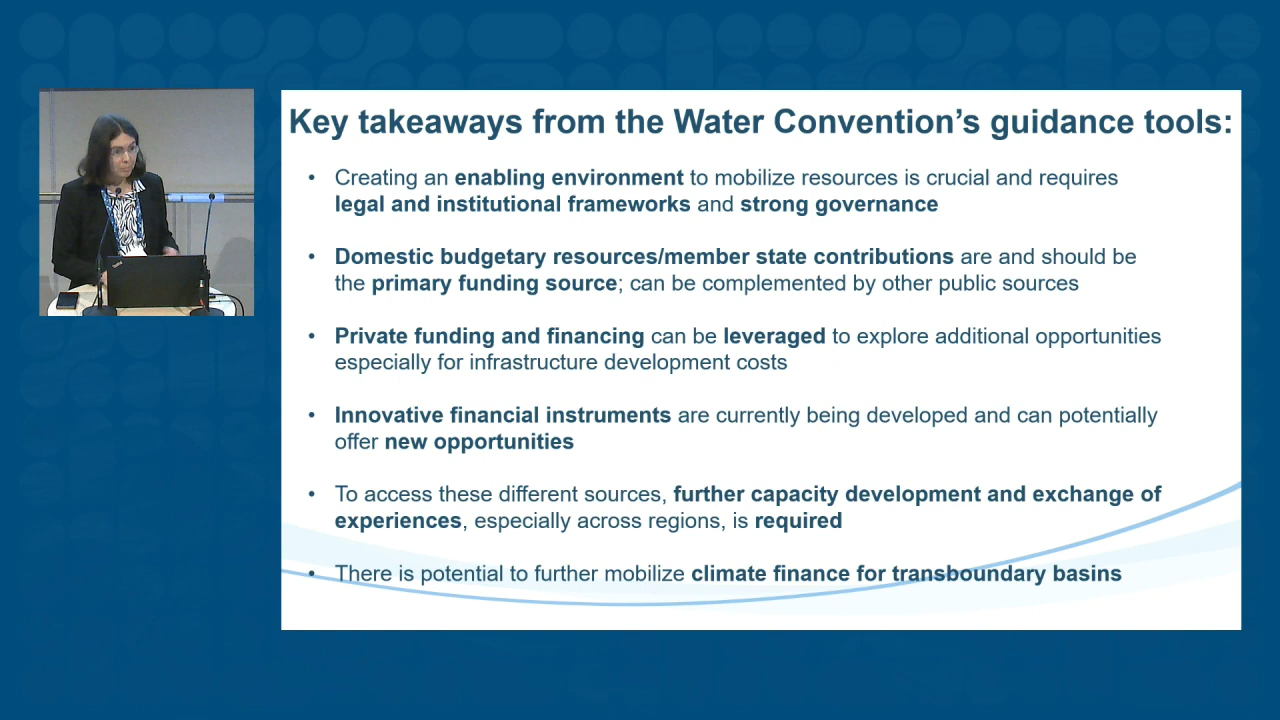 Key takeaways from the Water Convention’s guidance tools:
• Creating an enabling environment to mobilize resources is crucial and requires
legal and institutional frameworks and strong governance
• Domestic budgetary resources/member state contributions are and should be
the primary funding source; can be complemented by other public sources
• Private funding and financing can be leveraged to explore additional opportunities
especially for infrastructure development costs
• Innovative financial instruments are currently being developed and can potentially
offer new opportunities
• To access these different sources, further capacity development and exchange of
experiences, especially across regions, is required
• There is potential to further mobilize climate finance for transboundary basins